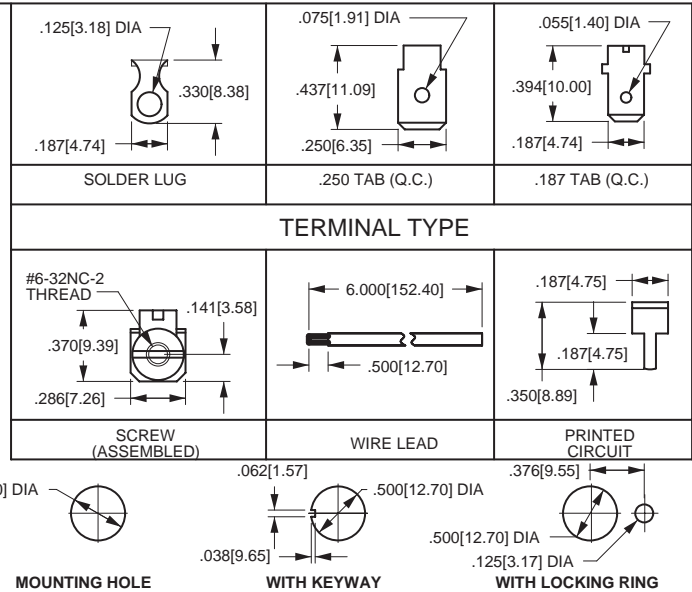 .125[3.18] DIA
.330[8.38]
.187[4.74]
SOLDER LUG
.075[1.91] DIA
.437[11.09]
.250[6.35]
.250 TAB (Q.C.)
.055[1.40] DIA
.394[10.00]
.187[4.74]
.187 TAB (Q.C.)
TERMINAL TYPE
#6-32NC-2
THREAD
.141[3.58]
.370[9.39]
.286[7.26]
SCREW
(ASSEMBLED)
6.000[152.40]
.500[12.70]
WIRE LEAD
.187[4.75]
.187[4.75]
.350[8.89]
PRINTED
CIRCUIT
] DIA
MOUNTING HOLE
.062[1.57]
.500[12.70] DIA
.038[9.65]
WITH KEYWAY
.376[9.55]
.500[12.70] DIA
.125[3.17] DIA
WITH LOCKING RING